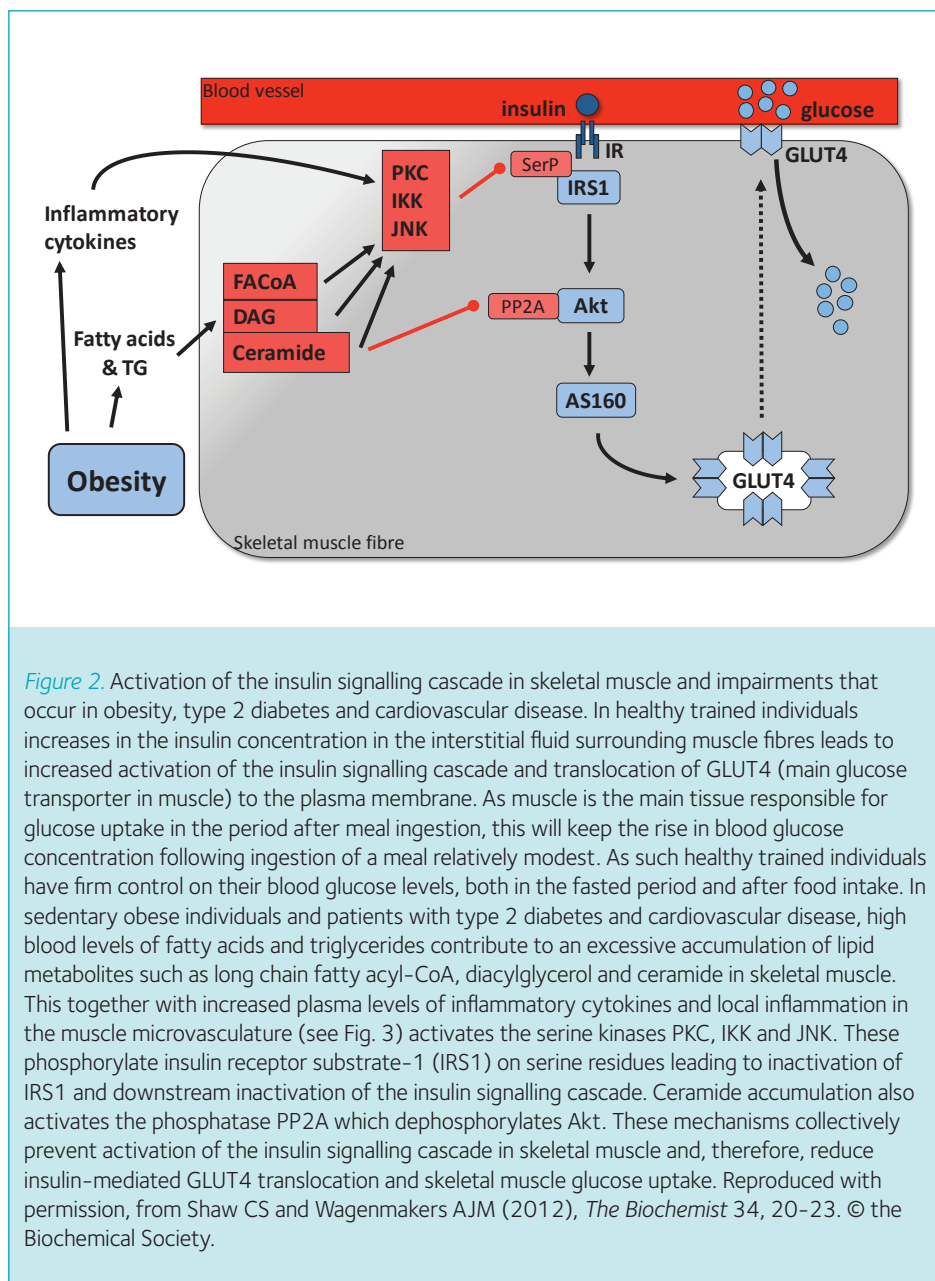 Blood vessel
insulin
glucose
IR
GLUT4
SerP
IRS1
PKC
IKK
JNK
Inflammatory
cytokines
FACoA
DAG
Ceramide
PP2A
Akt
Fatty acids
& TG
AS160
Obesity
GLUT4
Skeletal muscle fibre
Figure 2. Activation of the insulin signalling cascade in skeletal muscle and impairments that
occur in obesity, type 2 diabetes and cardiovascular disease. In healthy trained individuals
increases in the insulin concentration in the interstitial fluid surrounding muscle fibres leads to
increased activation of the insulin signalling cascade and translocation of GLUT4 (main glucose
transporter in muscle) to the plasma membrane. As muscle is the main tissue responsible for
glucose uptake in the period after meal ingestion, this will keep the rise in blood glucose
concentration following ingestion of a meal relatively modest. As such healthy trained individuals
have firm control on their blood glucose levels, both in the fasted period and after food intake. In
sedentary obese individuals and patients with type 2 diabetes and cardiovascular disease, high
blood levels of fatty acids and triglycerides contribute to an excessive accumulation of lipid
metabolites such as long chain fatty acyl-CoA, diacylglycerol and ceramide in skeletal muscle.
This together with increased plasma levels of inflammatory cytokines and local inflammation in
the muscle microvasculature (see Fig. 3) activates the serine kinases PKC, IKK and JNK. These
phosphorylate insulin receptor substrate-1 (IRS1) on serine residues leading to inactivation of
IRS1 and downstream inactivation of the insulin signalling cascade. Ceramide accumulation also
activates the phosphatase PP2A which dephosphorylates Akt. These mechanisms collectively
prevent activation of the insulin signalling cascade in skeletal muscle and, therefore, reduce
insulin-mediated GLUT4 translocation and skeletal muscle glucose uptake. Reproduced with
permission, from Shaw CS and Wagenmakers AJM (2012), The Biochemist 34, 20-23. © the
Biochemical Society.